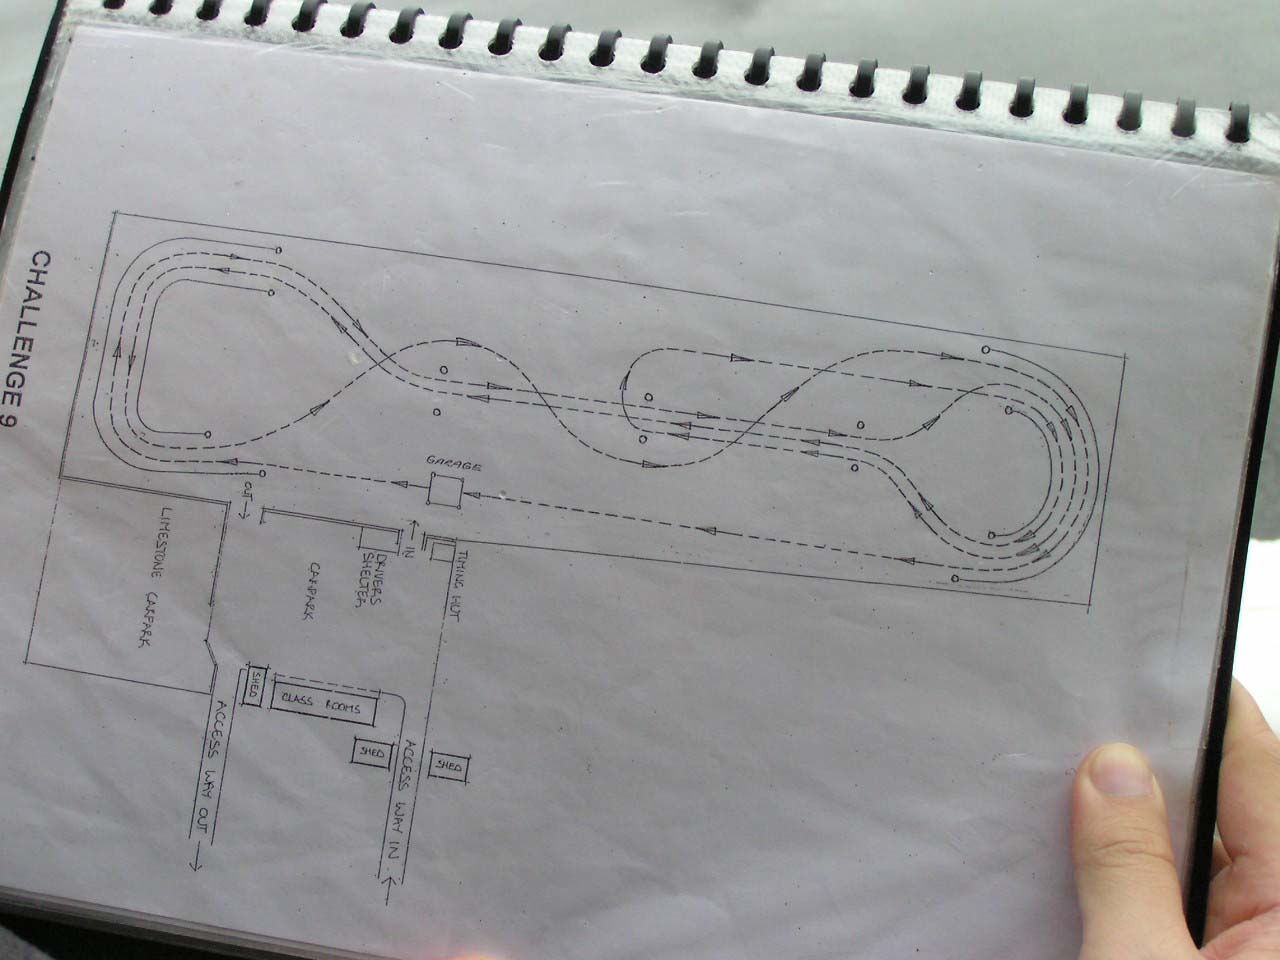 CHALLENGE 9
GARAGE
OUT →
IN
TIMING HUT
DRIVERS
SHELTER
CARPARK
LIMESTONE CARPARK
SHED
CLASS ROOMS
SHED
SHED
ACCESS WAY OUT
ACCESS WAY IN